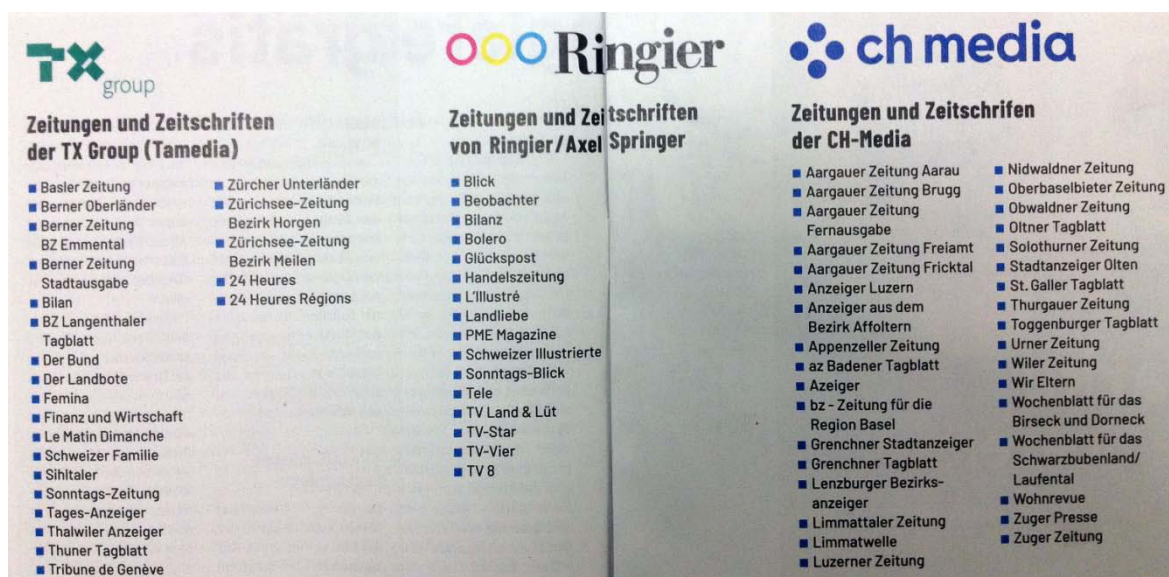 TX
group
Zeitungen und Zeitschriften
der TX Group (Tamedia)
Basler Zeitung
Berner Oberländer
Berner Zeitung
BZ Emmental
Berner Zeitung
Stadtausgabe
Bilan
BZ Langenthaler
Tagblatt
Der Bund
Der Landbote
Femina
Finanz und Wirtschaft
Le Matin Dimanche
Schweizer Familie
Sihltaler
Sonntags-Zeitung
Tages-Anzeiger
Thalwiler Anzeiger
Thuner Tagblatt
Tribune de Genève
Zürcher Unterländer
Zürichsee-Zeitung
Bezirk Horgen
Zürichsee-Zeitung
Bezirk Meilen
24 Heures
24 Heures Régions
Ringier
Zeitungen und Zeitschriften
von Ringier/Axel Springer
Blick
Beobachter
Bilanz
Bolero
Glückspost
Handelszeitung
L'Illustré
Landliebe
PME Magazine
Schweizer Illustrierte
Sonntags-Blick
Tele
TV Land & Lüt
TV-Star
TV-Vier
TV 8
ch media
Zeitungen und Zeitschrifen
der CH-Media
Aargauer Zeitung Aarau
Aargauer Zeitung Brugg
Aargauer Zeitung
Fernausgabe
Aargauer Zeitung Freiamt
Aargauer Zeitung Fricktal
Anzeiger Luzern
Anzeiger aus dem
Bezirk Affoltern
Appenzeller Zeitung
az Badener Tagblatt
Azeiger
bz - Zeitung für die
Region Basel
Grenchner Stadtanzeiger
Grenchner Tagblatt
Lenzburger Bezirks-
anzeiger
Limmattaler Zeitung
Limmatwelle
Luzerner Zeitung
Nidwaldner Zeitung
Oberbaselbieter Zeitung
Obwaldner Zeitung
Oltner Tagblatt
Solothurner Zeitung
Stadtanzeiger Olten
St. Galler Tagblatt
Thurgauer Zeitung
Toggenburger Tagblatt
Urner Zeitung
Wiler Zeitung
Wir Eltern
Wochenblatt für das
Birseck und Dorneck
Wochenblatt für das
Schwarzbubenland/
Laufental
Wohnrevue
Zuger Presse
Zuger Zeitung